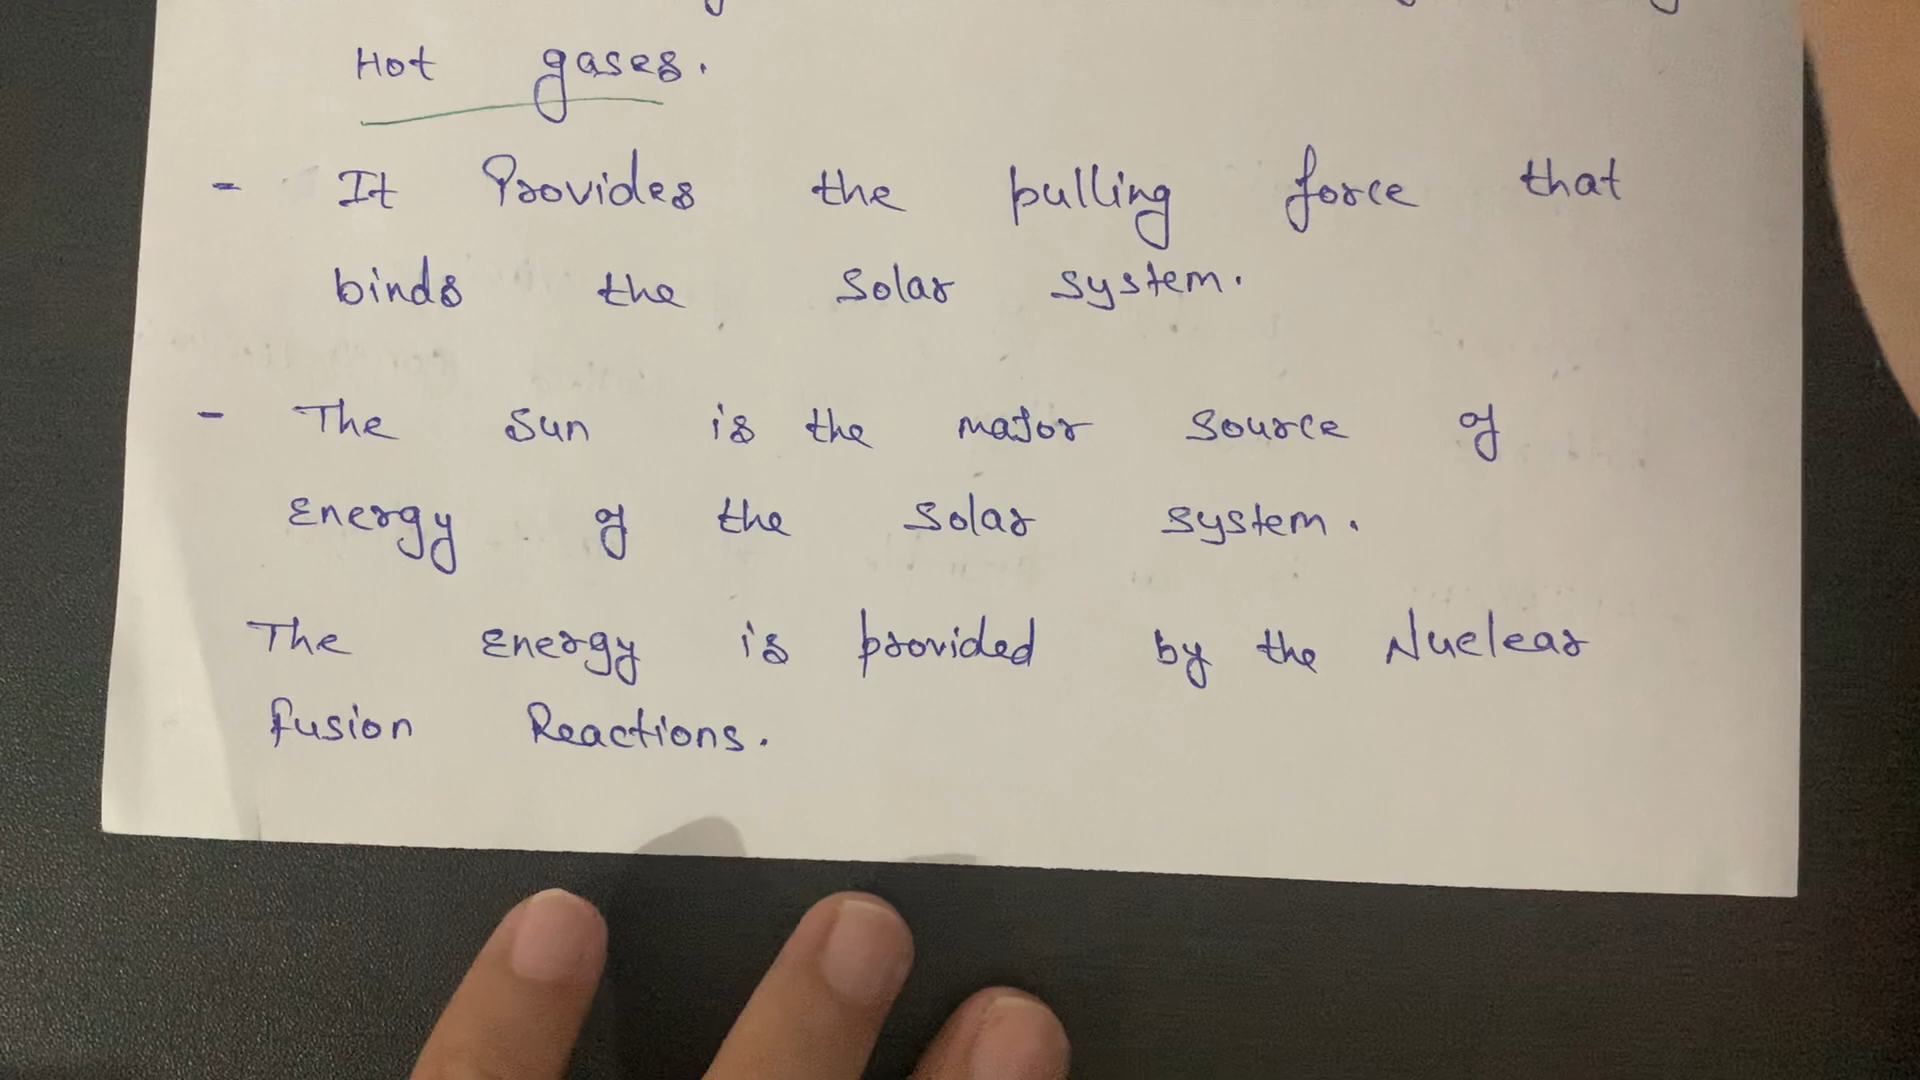 Hot gases.
- It Provides the pulling force that
binds the solar system.
- The sun is the major source of
Energy of the solar system.
The Energy is provided by the Nuclear
fusion Reactions.